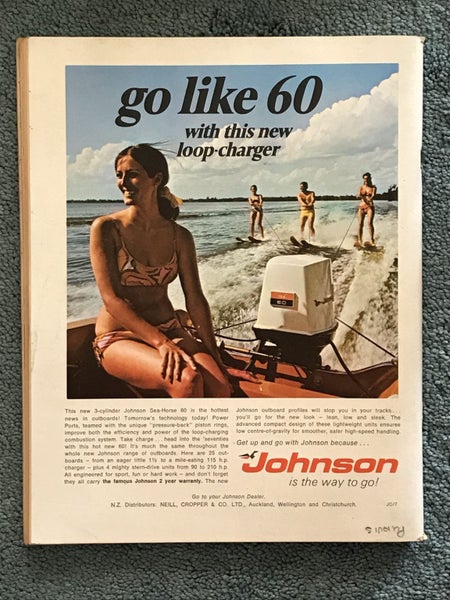 go like 60
with this new
loop-charger
60
This new 3-cylinder Johnson Sea-Horse 60 is the hottest
news in outboards! Tomorrow's technology today! Power
Ports, teamed with the unique "pressure-back" piston rings,
improve both the efficiency and power of the loop-charging
combustion system. Take charge . . . head into the 'seventies
with this hot new 60! It's much the same throughout the
whole new Johnson range of outboards. Here are 25 out-
boards! — from an eager little 1½ to a mile-eating 115 h.p.
— plus 4 mighty stern-drive units from 90 to 210 h.p.
All engineered for sport, fun or hard work — and don't forget
they all carry the famous Johnson 2 year warranty. The new
Johnson outboard profiles will stop you in your tracks...
you'll go for the new look — lean, low and sleek. The
advanced compact design of these lightweight units ensures
low centre-of-gravity for smoother, safer high-speed handling.
Get up and go with Johnson because . . .
Johnson
is the way to go!
Go to your Johnson Dealer.
N.Z. Distributors: NEILL, CROPPER & CO. LTD., Auckland, Wellington and Christchurch.